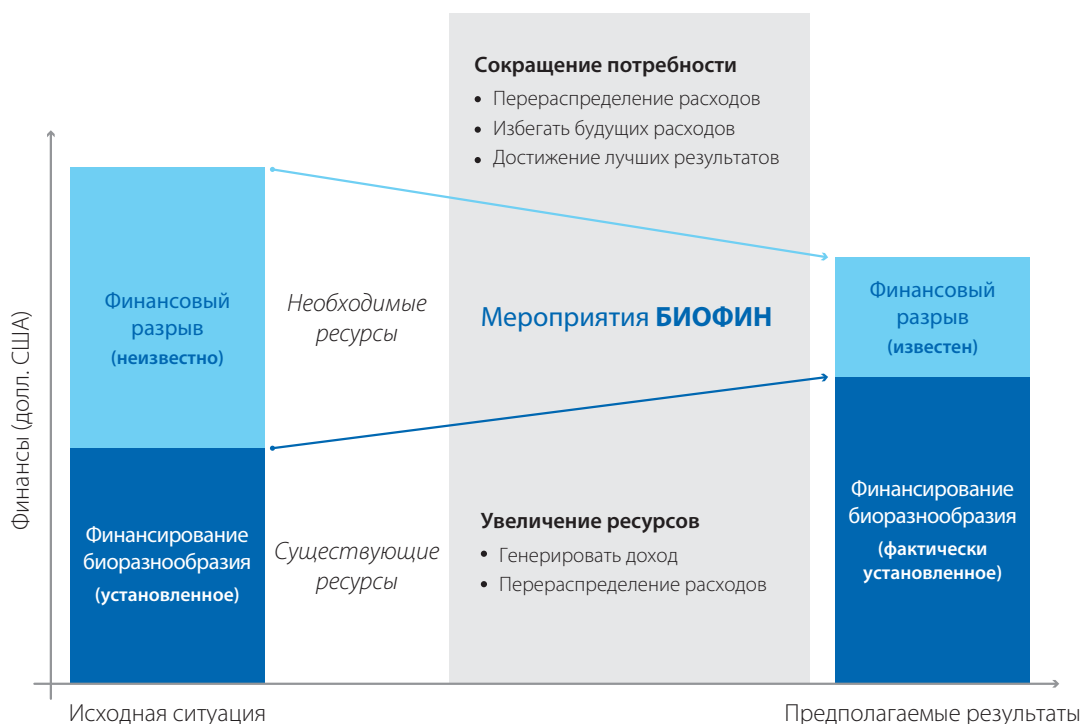 Сокращение потребности
• Перераспределение расходов
• Избегать будущих расходов
• Достижение лучших результатов
Финансы (долл. США)
Финансовый
разрыв
(неизвестно)
Необходимые
ресурсы
Мероприятия БИОФИН
Финансовый
разрыв
(известен)
Финансирование
биоразнообразия
(установленное)
Существующие
ресурсы
Увеличение ресурсов
• Генерировать доход
• Перераспределение расходов
Финансирование
биоразнообразия
(фактически
установленное)
Исходная ситуация
Предполагаемые результаты